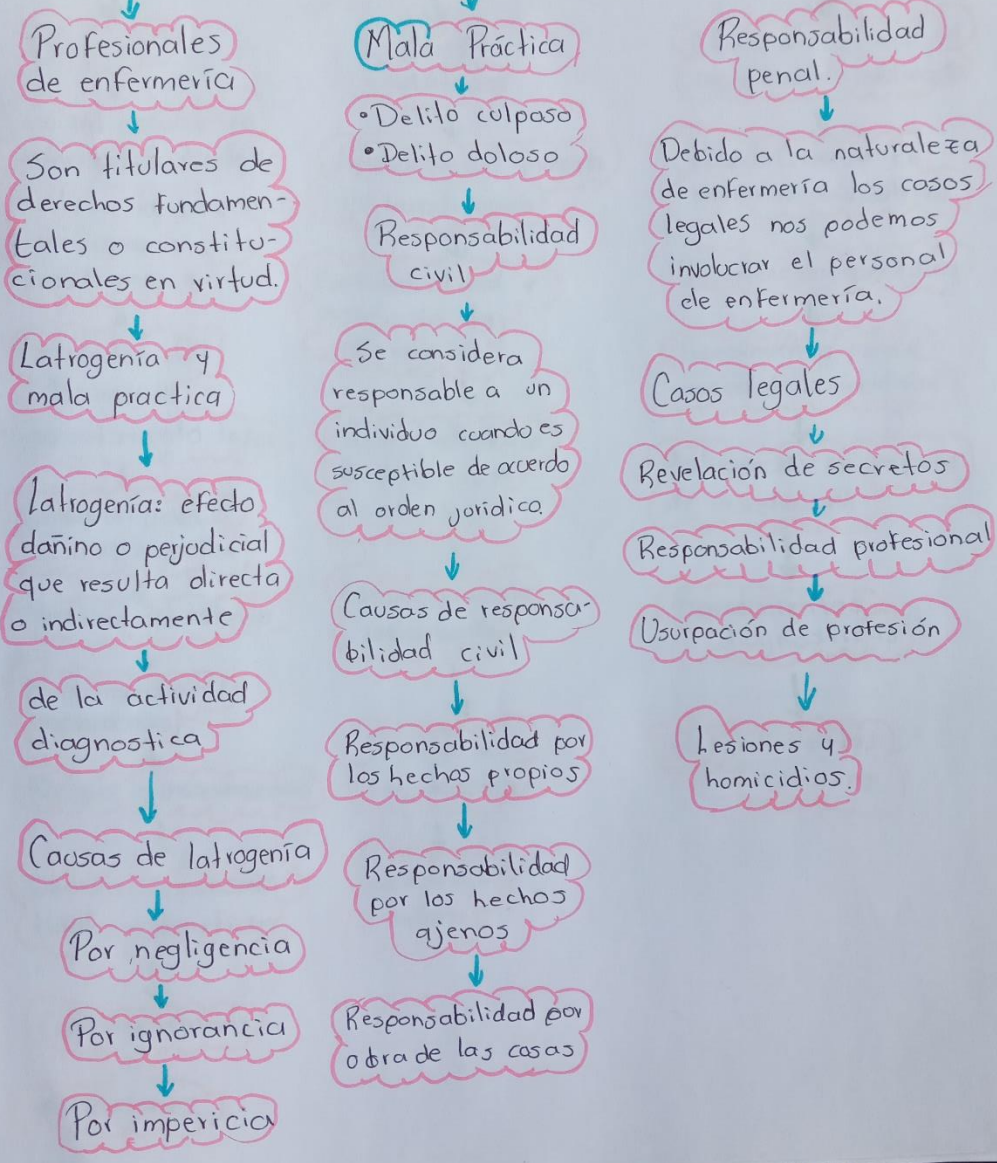 Profesionales
de enfermería
Son titulares de
derechos fundamen-
tales o constitu-
cionales en virtud.
Latrogenía y
mala practica
Latrogenía: efecto
dañino o perjodicial
que resulta directa
o indirectamente
de la actividad
diagnostica
Causas de latrogenía
Por negligencia
Por ignorancia
Por impericia
Mala Práctica
•Delito culposo
•Delito doloso
Responsabilidad
civil
Se considera
responsable a un
individuo cuando es
susceptible de acuerdo
al orden jorídico.
Causas de responsa-
bilidad civil
Responsabilidad por
los hechos propios
Responsabilidad
por los hechos
ajenos
Responsabilidad por
obra de las cosas
Responsabilidad
penal.
Debido a la naturaleza
de enfermería los casos
legales nos podemos
involucrar el personal
de enfermería.
Casos legales
Revelación de secretos
Responsabilidad profesional
Usurpación de profesión
Lesiones y
homicidios.